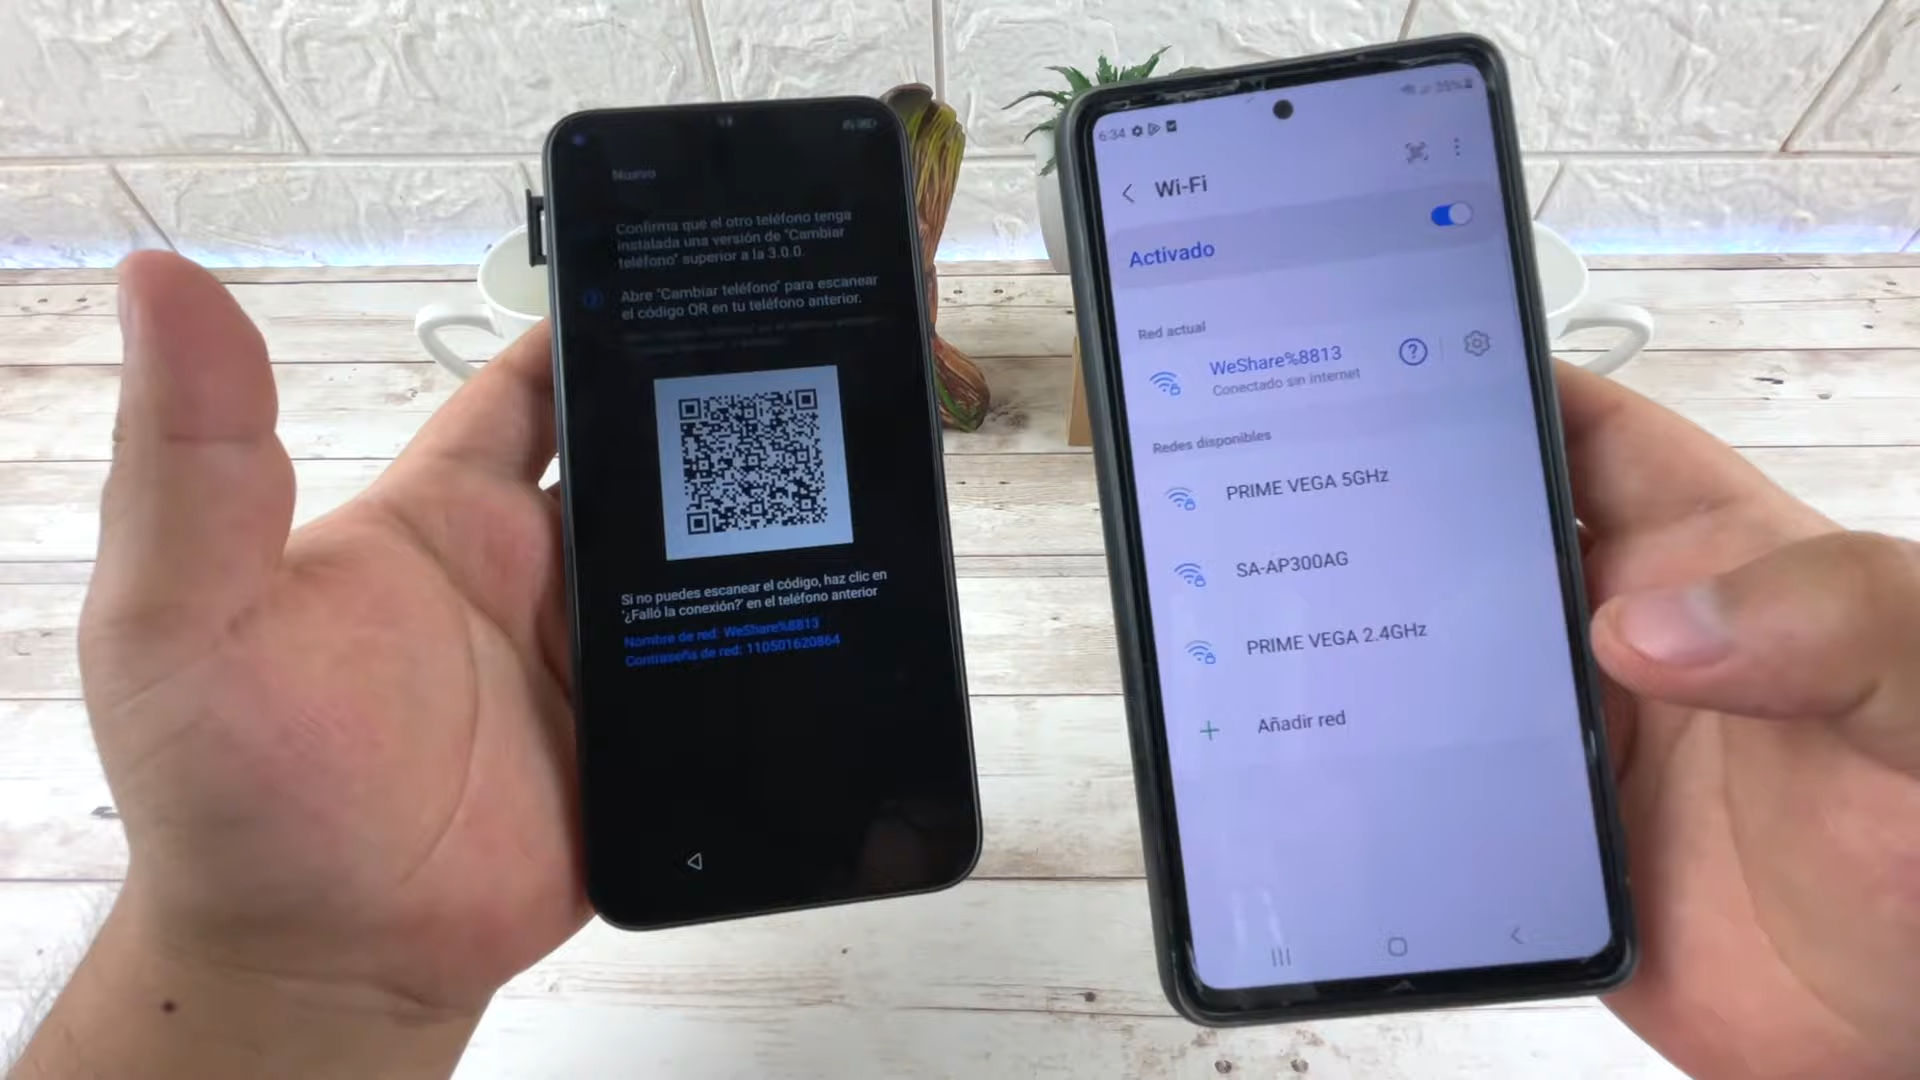 Nuevo
Confirma que el otro teléfono tenga
instalada una versión de "Cambiar
teléfono" superior a la 3.0.0.
Abre "Cambiar teléfono" para escanear
el código QR en tu teléfono anterior.
Si no puedes escanear el código, haz clic en
'¿Falló la conexión?' en el teléfono anterior
Nombre de red: WeShare%8813
Contraseña de red: 110501620864
6:34
35%
Wi-Fi
Activado
Red actual
WeShare%8813
Conectado sin Internet
Redes disponibles
PRIME VEGA 5GHz
SA-AP300AG
PRIME VEGA 2.4GHz
Añadir red